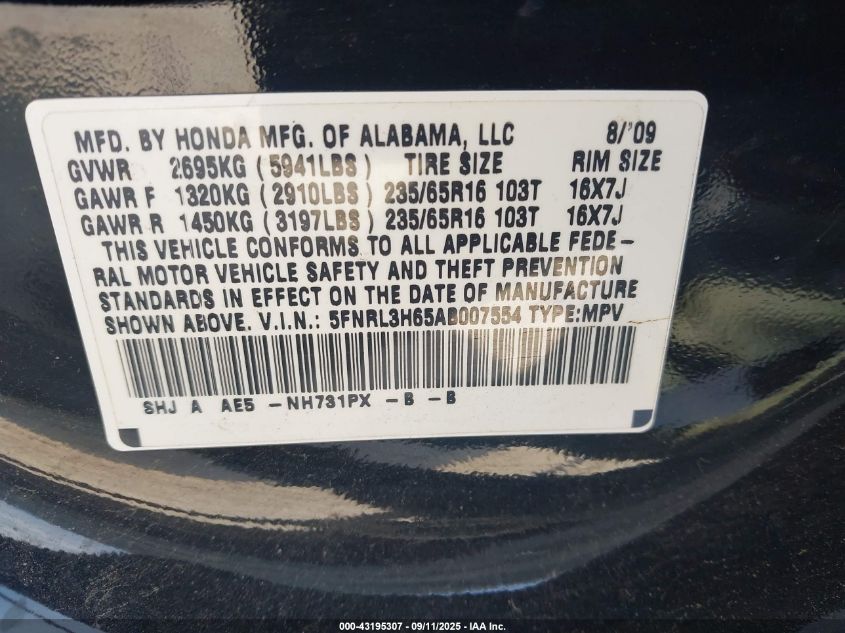 MFD. BY HONDA MFG. OF ALABAMA, LLC 8/'09
GVWR 2695KG (5941LBS) TIRE SIZE RIM SIZE
GAWR F 1320KG (2910LBS) 235/65R16 103T 16X7J
GAWR R 1450KG (3197LBS) 235/65R16 103T 16X7J
THIS VEHICLE CONFORMS TO ALL APPLICABLE FEDE-
RAL MOTOR VEHICLE SAFETY AND THEFT PREVENTION
STANDARDS IN EFFECT ON THE DATE OF MANUFACTURE
SHOWN ABOVE. V.I.N.: 5FNRL3H65AB007554 TYPE:MPV
SHJ A AE5 -NH731PX -B -B
000-43195307 - 09/11/2025 - IAA Inc.